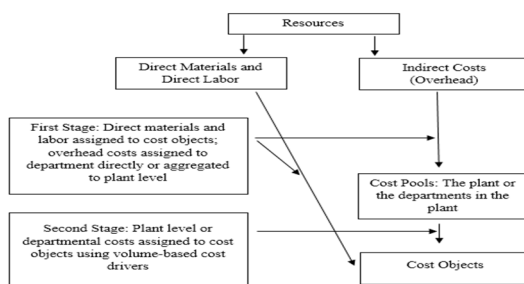 Resources
Direct Materials and
Direct Labor
Indirect Costs
(Overhead)
First Stage: Direct materials and
labor assigned to cost objects;
overhead costs assigned to
department directly or aggregated
to plant level
Cost Pools: The plant or
the departments in the
plant
Second Stage: Plant level or
departmental costs assigned to cost
objects using volume-based cost
drivers
Cost Objects